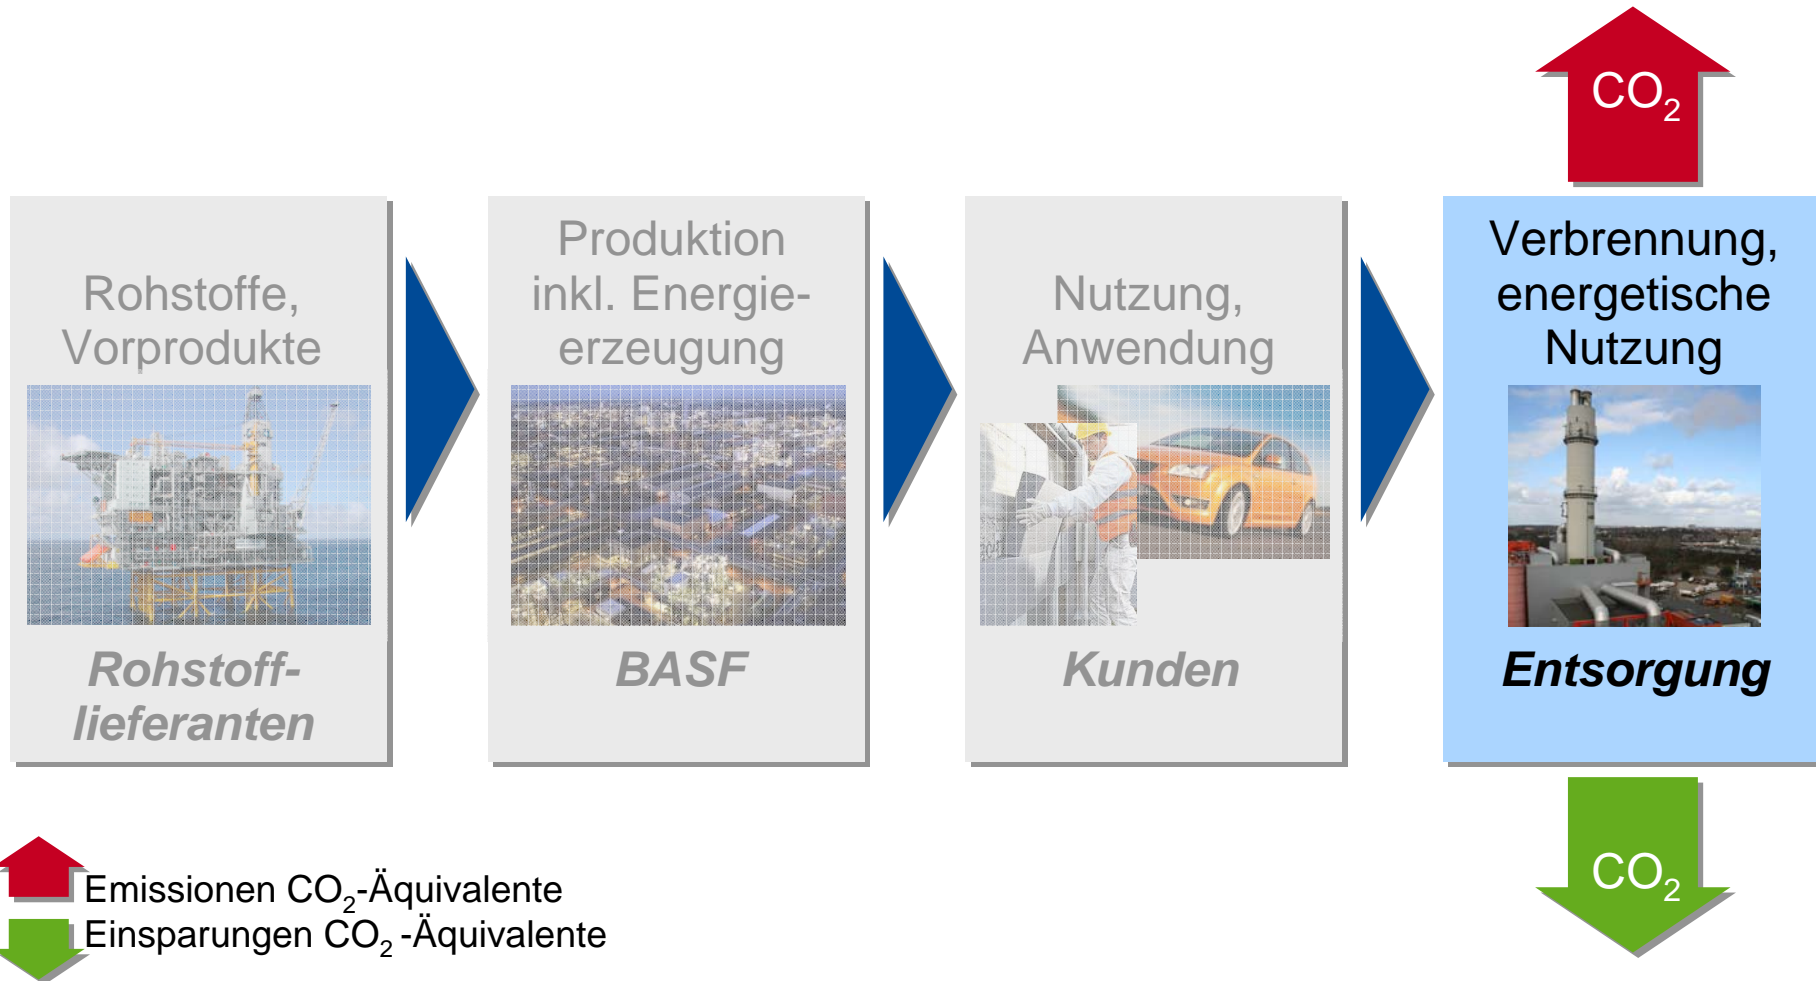 CO₂
Rohstoffe,
Vorprodukte
Rohstoff-
lieferanten
Produktion
inkl. Energie-
erzeugung
BASF
Nutzung,
Anwendung
Kunden
Verbrennung,
energetische
Nutzung
Entsorgung
CO₂
Emissionen CO₂-Äquivalente
Einsparungen CO₂ -Äquivalente